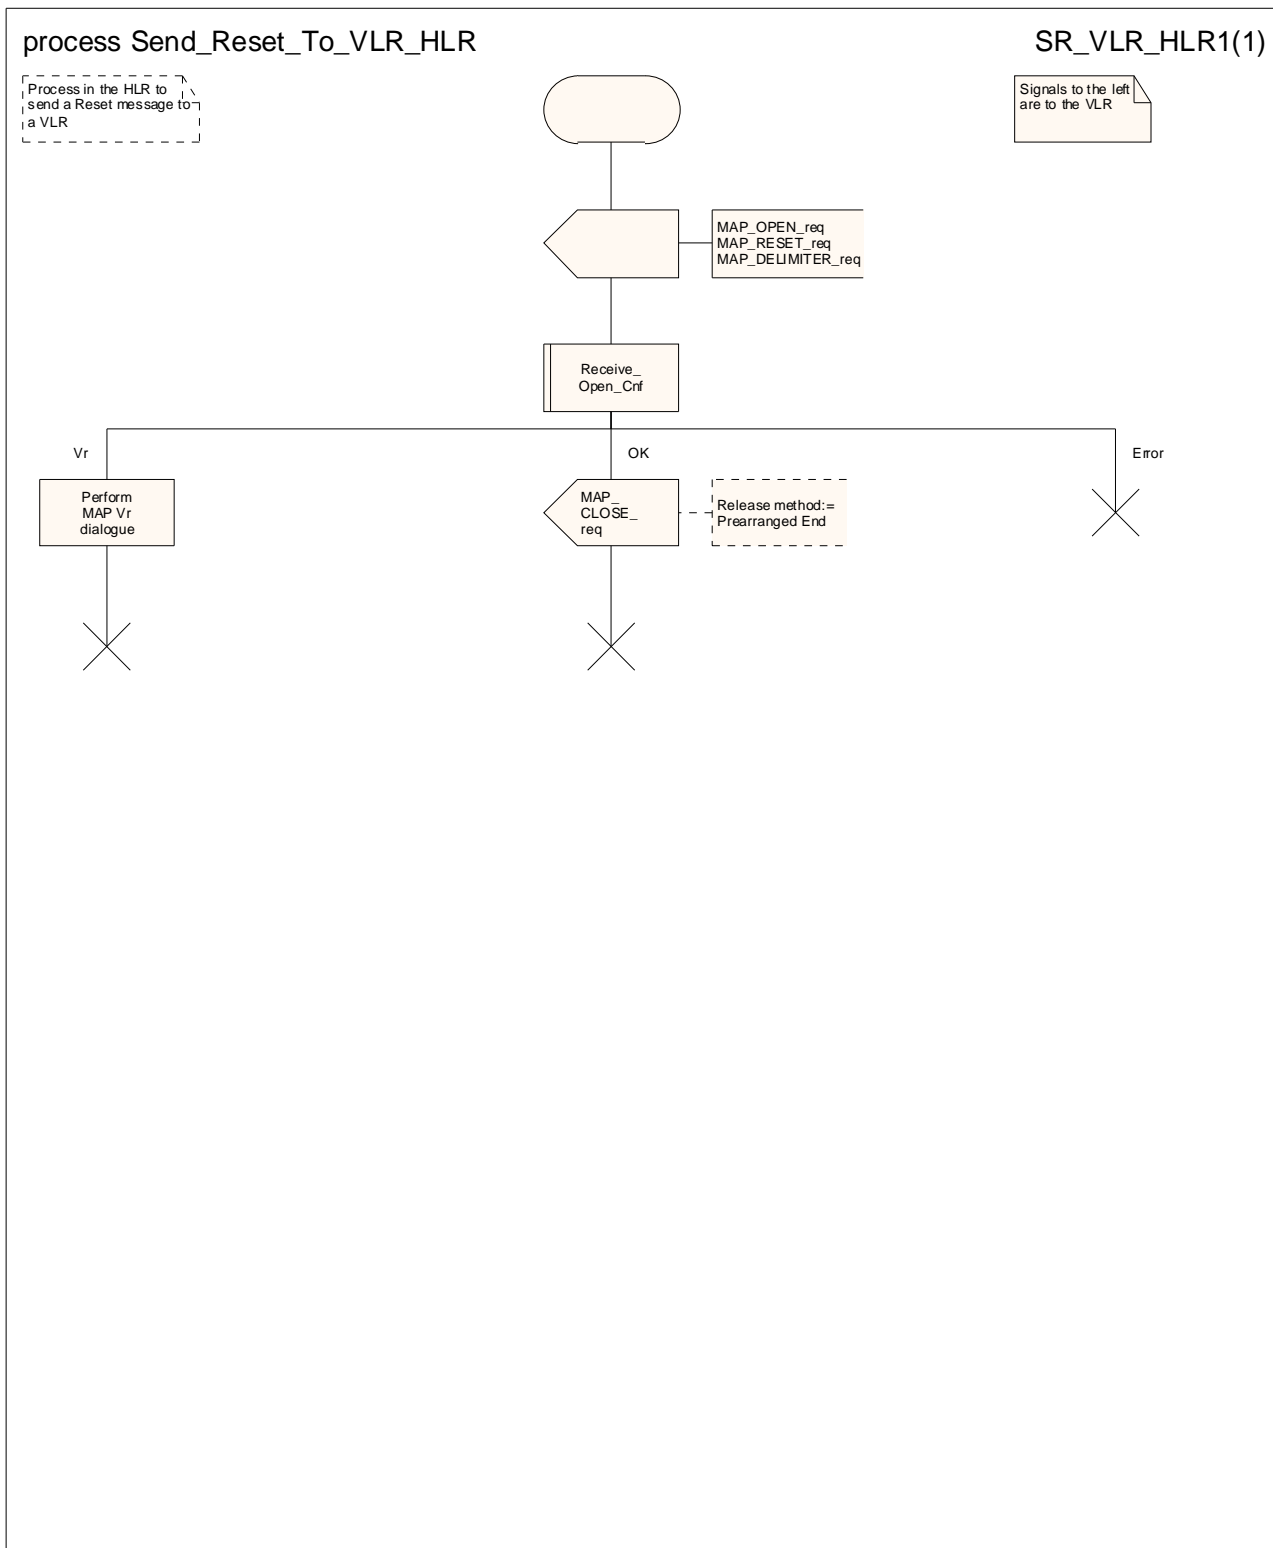 process Send_Reset_To_VLR_HLR
SR_VLR_HLR1(1)
Process in the HLR to
send a Reset message to
a VLR
Signals to the left
are to the VLR
MAP_OPEN_req
MAP_RESET_req
MAP_DELIMITER_req
Receive_
Open_Cnf
Vr
OK
Error
Perform
MAP Vr
dialogue
MAP_
CLOSE_
req
Release method:=
Prearranged End